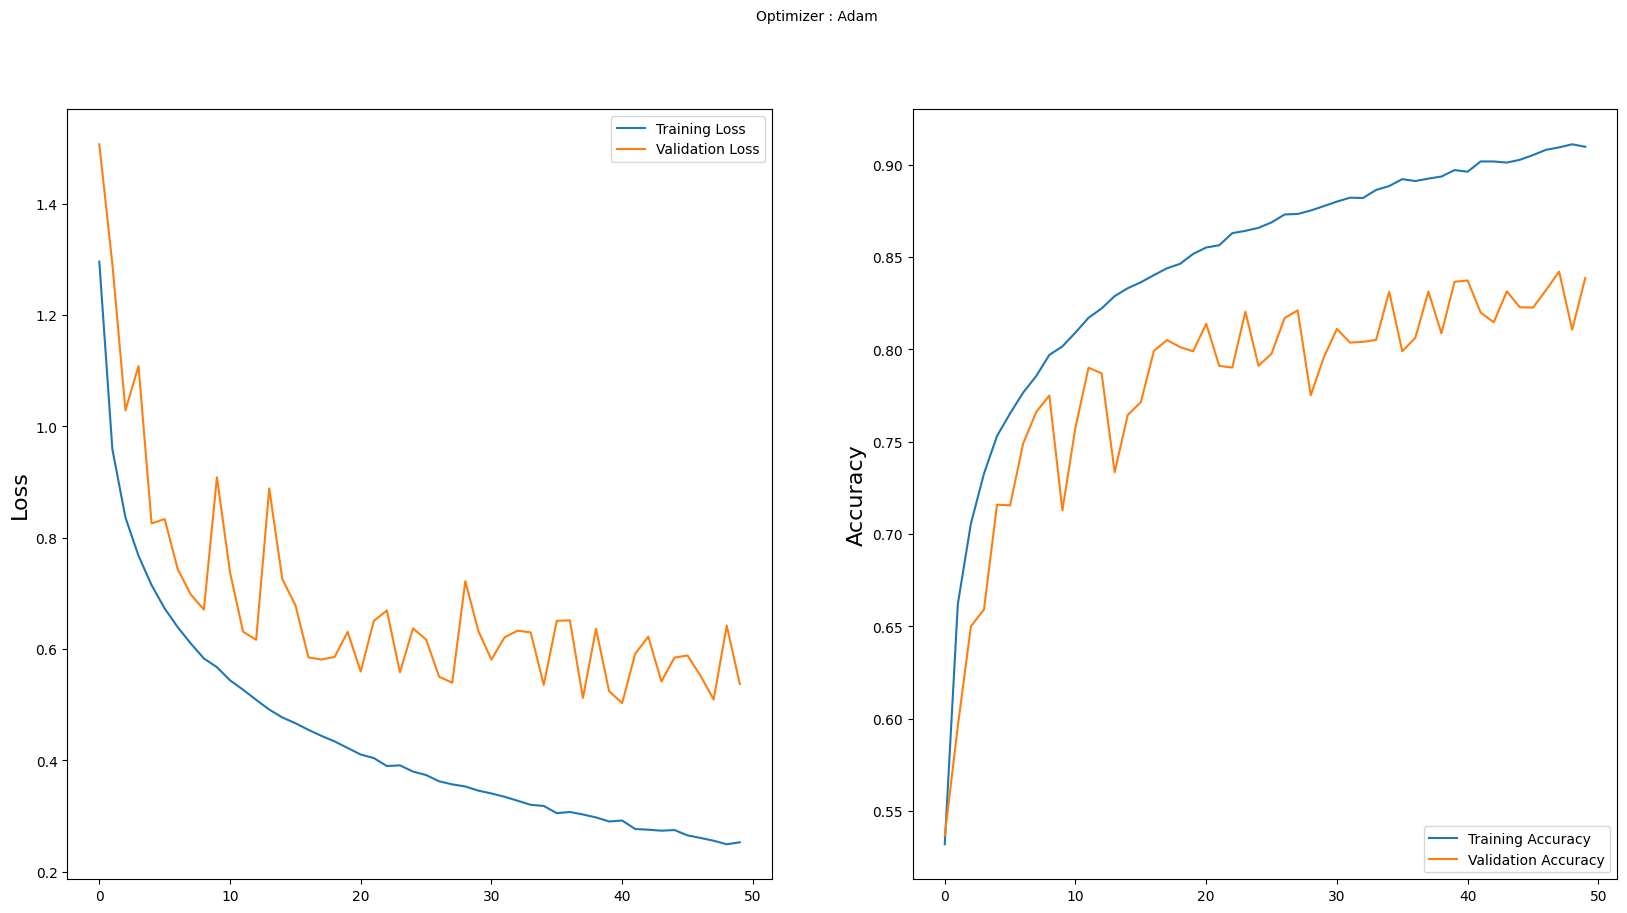 Optimizer : Adam
Loss
1.4
1.2
1.0
0.8
0.6
0.4
0.2
0 10 20 30 40 50
Training Loss
Validation Loss
Accuracy
0.90
0.85
0.80
0.75
0.70
0.65
0.60
0.55
0 10 20 30 40 50
Training Accuracy
Validation Accuracy